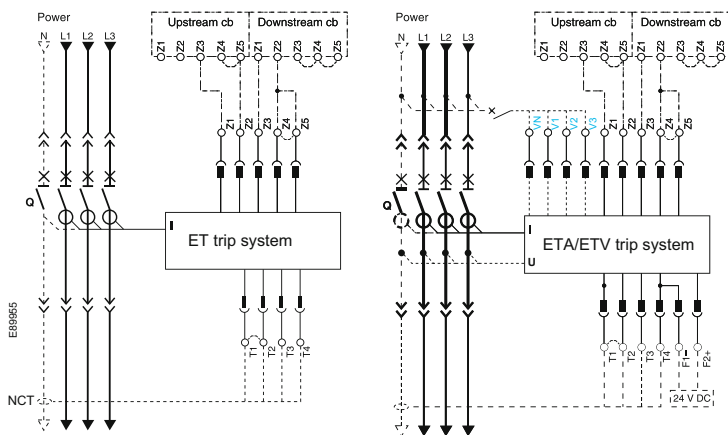 Power
Upstream cb
Downstream cb
N
L1
L2
L3
Z1
Z2
Z3
Z4
Z5
Z1
Z2
Z3
Z4
Z5
Z1
Z2
Z3
Z4
Z5
Q
I
ET trip system
E89955
T1
T2
T3
T4
NCT
Power
Upstream cb
Downstream cb
N
L1
L2
L3
Z1
Z2
Z3
Z4
Z5
Z1
Z2
Z3
Z4
Z5
VN
V1
V2
V3
Z1
Z2
Z3
Z4
Z5
Q
I
U
ETA/ETV trip system
T1
T2
T3
T4
F1−
F2+
24 V DC